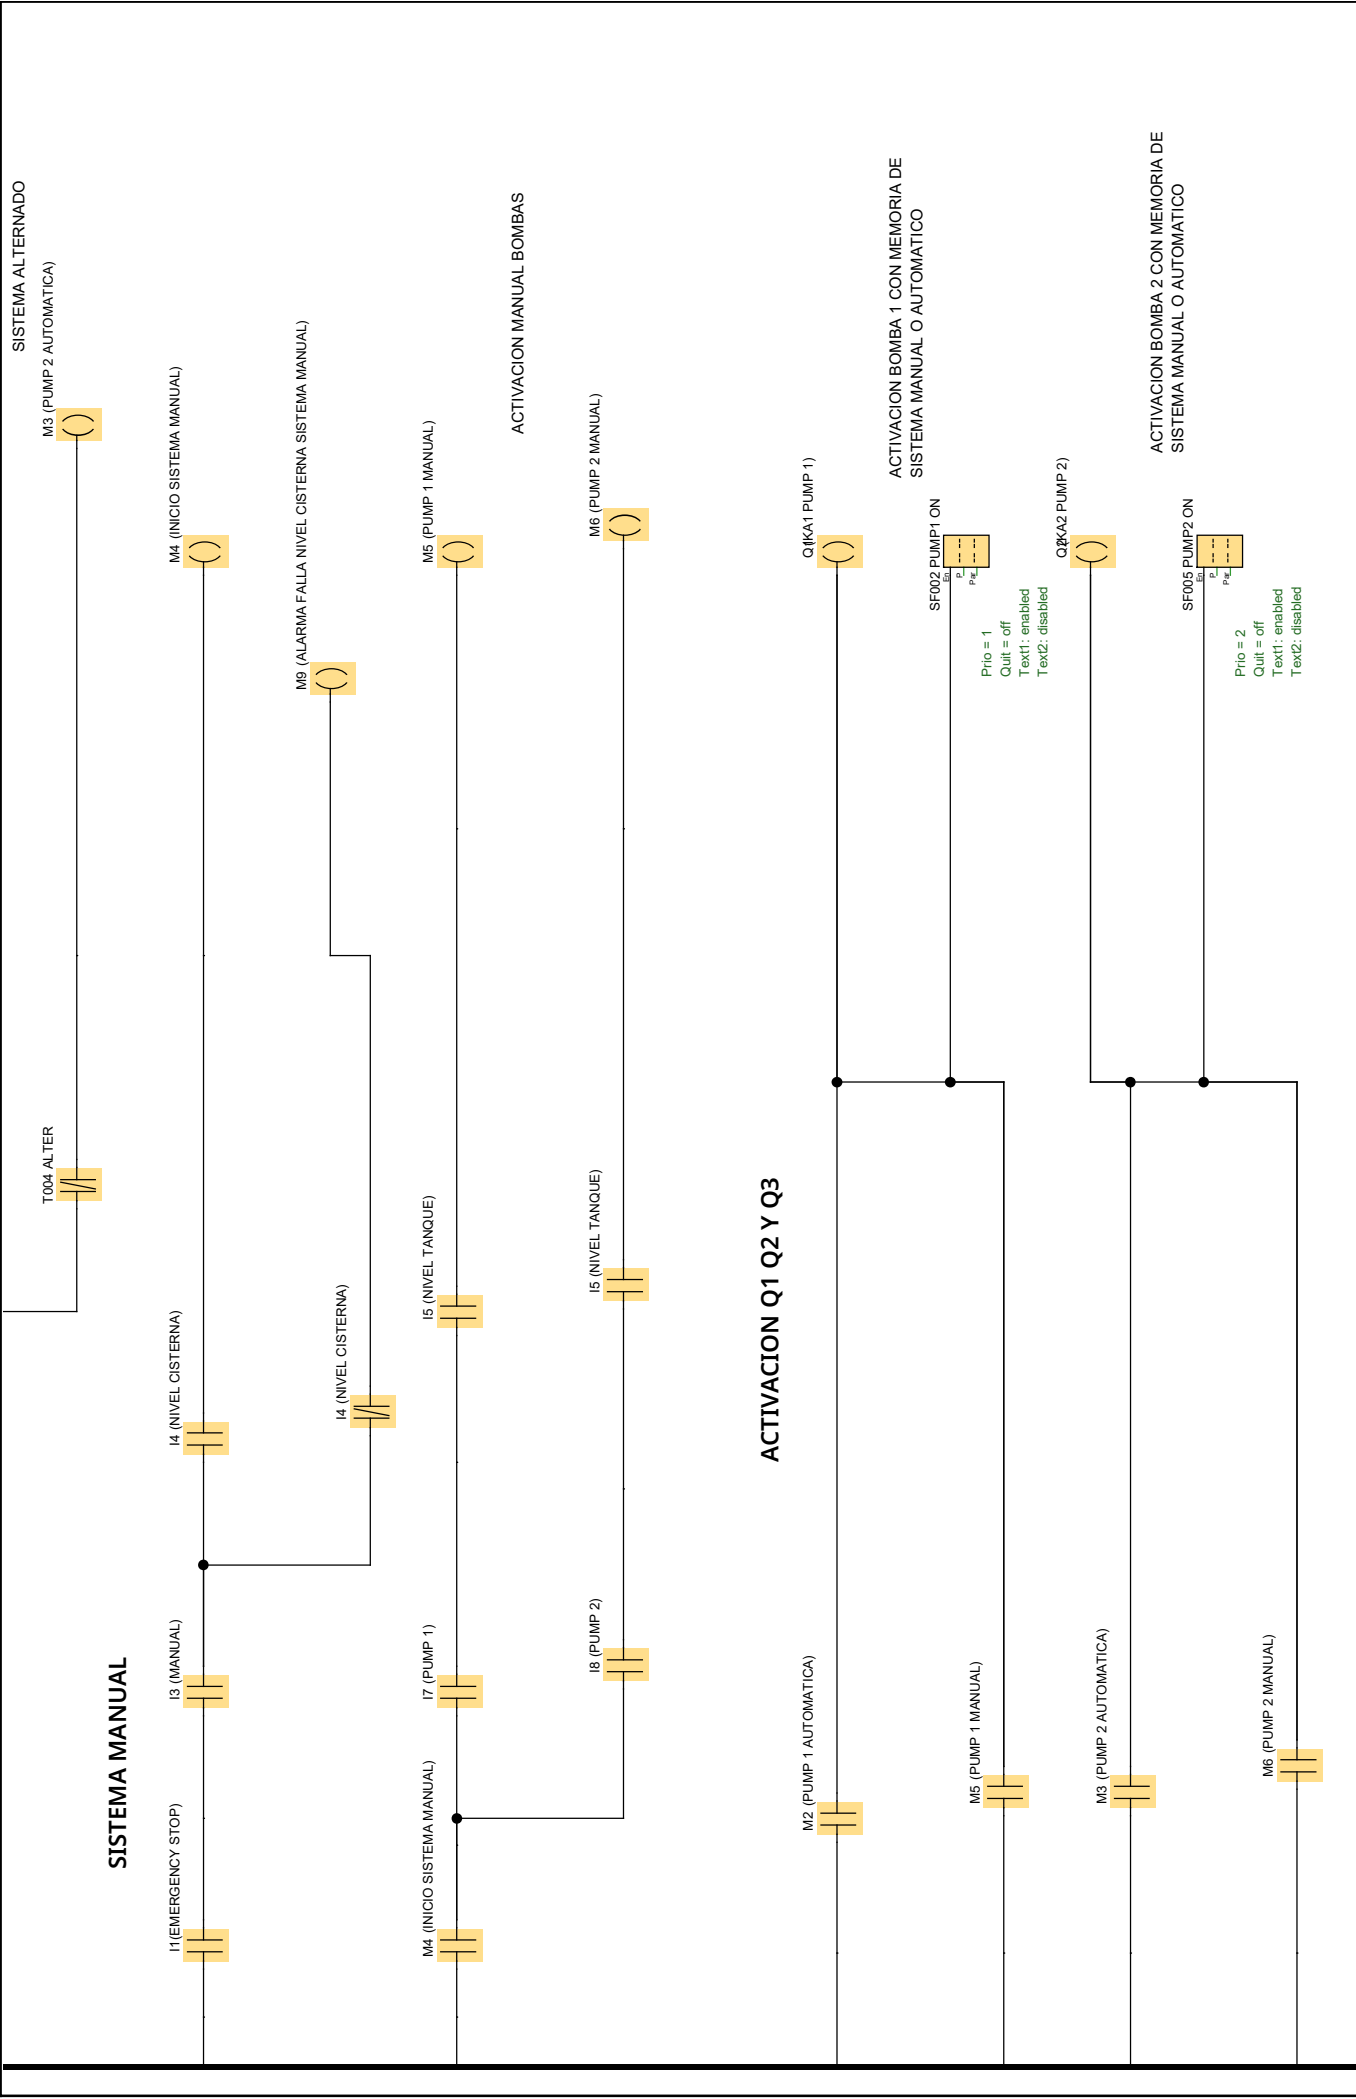 SISTEMA ALTERNADO
T004 ALTER
M3 (PUMP 2 AUTOMATICA)
SISTEMA MANUAL
I1(EMERGENCY STOP)
I3 (MANUAL)
I4 (NIVEL CISTERNA)
M4 (INICIO SISTEMA MANUAL)
I4 (NIVEL CISTERNA)
M9 (ALARMA FALLA NIVEL CISTERNA SISTEMA MANUAL)
M4 (INICIO SISTEMA MANUAL)
I7 (PUMP 1)
I5 (NIVEL TANQUE)
M5 (PUMP 1 MANUAL)
ACTIVACION MANUAL BOMBAS
I8 (PUMP 2)
I5 (NIVEL TANQUE)
M6 (PUMP 2 MANUAL)
ACTIVACION Q1 Q2 Y Q3
M2 (PUMP 1 AUTOMATICA)
KA1 PUMP 1)
ACTIVACION BOMBA 1 CON MEMORIA DE
SISTEMA MANUAL O AUTOMATICO
SF002 PUMP1 ON
En
P
Par
Prio = 1
Quit = off
Text1: enabled
Text2: disabled
M5 (PUMP 1 MANUAL)
M3 (PUMP 2 AUTOMATICA)
KA2 PUMP 2)
ACTIVACION BOMBA 2 CON MEMORIA DE
SISTEMA MANUAL O AUTOMATICO
SF005 PUMP2 ON
En
P
Par
Prio = 2
Quit = off
Text1: enabled
Text2: disabled
M6 (PUMP 2 MANUAL)